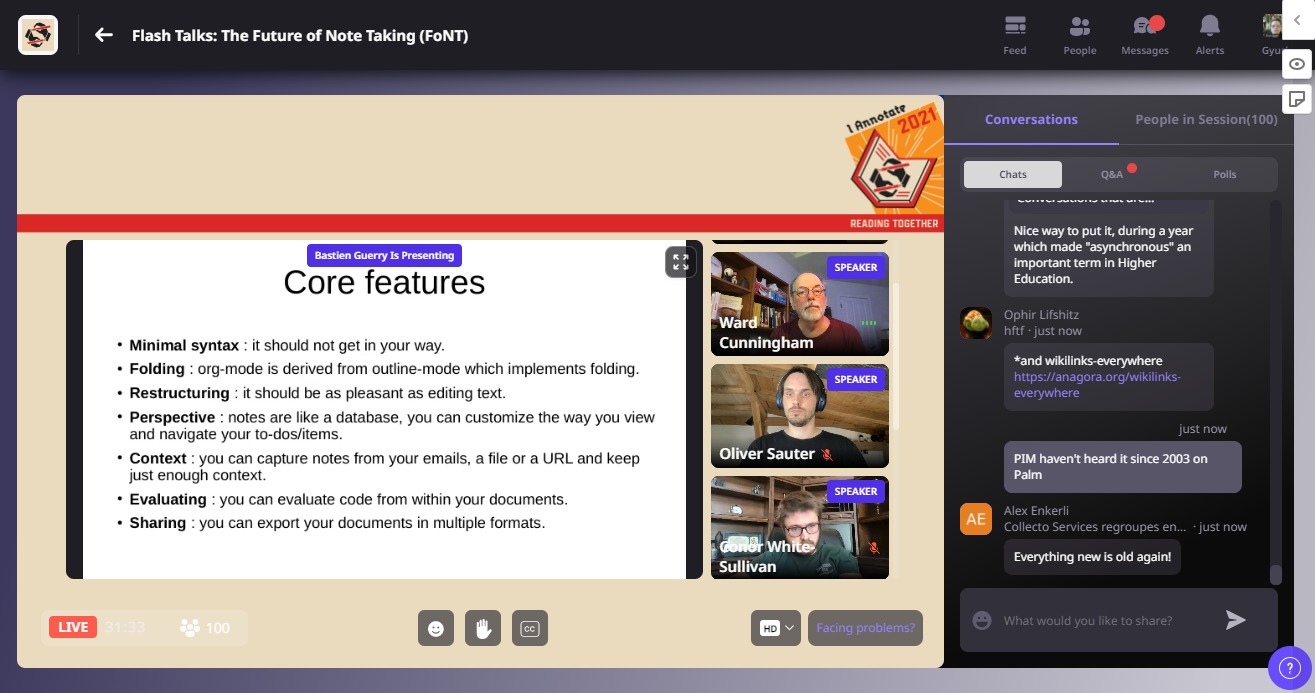 Flash Talks: The Future of Note Taking (FoNT)
Feed
People
Messages
Alerts
I Annotate
2021
READING TOGETHER
Bastien Guerry Is Presenting
Core features
• Minimal syntax : it should not get in your way.
• Folding : org-mode is derived from outline-mode which implements folding.
• Restructuring : it should be as pleasant as editing text.
• Perspective : notes are like a database, you can customize the way you view
and navigate your to-dos/items.
• Context : you can capture notes from your emails, a file or a URL and keep
just enough context.
• Evaluating : you can evaluate code from within your documents.
• Sharing : you can export your documents in multiple formats.
SPEAKER
Ward
Cunningham
SPEAKER
Oliver Sauter
SPEAKER
Conor White-
Sullivan
LIVE
31:33
100
CC
HD
Facing problems?
Conversations
People in Session(100)
Chats
Q&A
Polls
Conversations that are...
Nice way to put it, during a year
which made "asynchronous" an
important term in Higher
Education.
Ophir Lifshitz
hftf · just now
*and wikilinks-everywhere
https://anagora.org/wikilinks-
everywhere
just now
PIM haven't heard it since 2003 on
Palm
AE
Alex Enkerli
Collecto Services regroupes en... · just now
Everything new is old again!
What would you like to share?
?